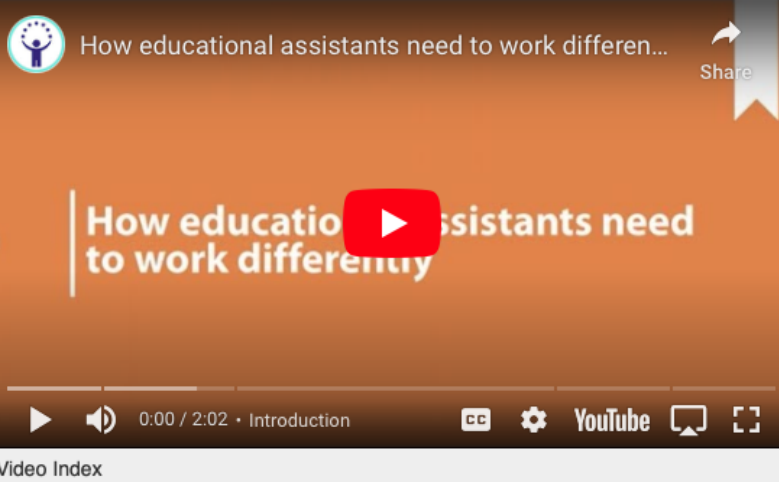 How educational assistants need to work differen...
Share
How educatio ssistants need
to work differently
0:00 / 2:02 • Introduction
CC
YouTube
Video Index